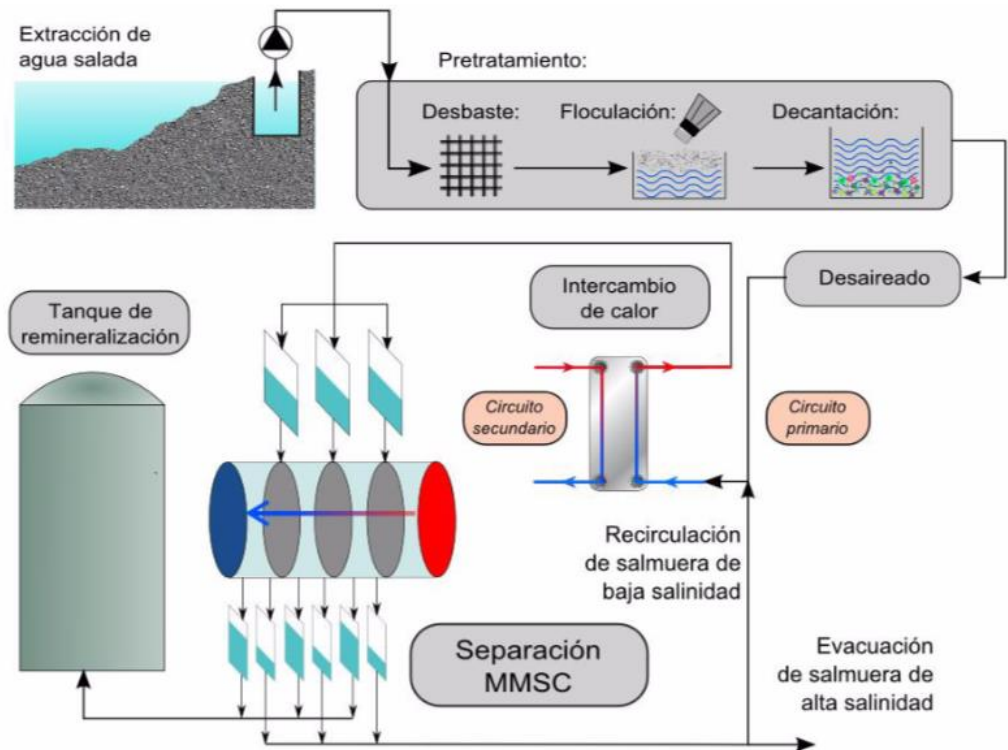 Extracción de
agua salada
Pretratamiento:
Desbaste:
Floculación:
Decantación:
Desaireado
Intercambio
de calor
Tanque de
remineralización
Circuito
secundario
Circuito
primario
Recirculación
de salmuera de
baja salinidad
Separación
MMSC
Evacuación
de salmuera de
alta salinidad